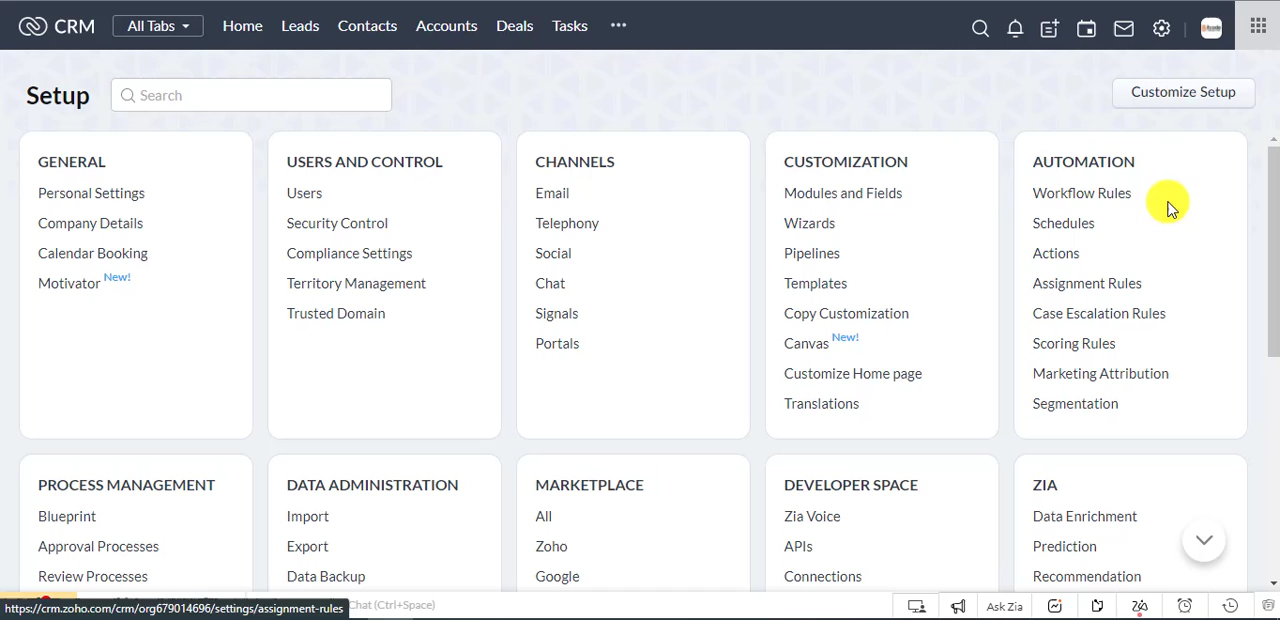 CRM All Tabs Home Leads Contacts Accounts Deals Tasks
Setup Search Customize Setup
GENERAL
Personal Settings
Company Details
Calendar Booking
Motivator New!
USERS AND CONTROL
Users
Security Control
Compliance Settings
Territory Management
Trusted Domain
CHANNELS
Email
Telephony
Social
Chat
Signals
Portals
CUSTOMIZATION
Modules and Fields
Wizards
Pipelines
Templates
Copy Customization
Canvas New!
Customize Home page
Translations
AUTOMATION
Workflow Rules
Schedules
Actions
Assignment Rules
Case Escalation Rules
Scoring Rules
Marketing Attribution
Segmentation
PROCESS MANAGEMENT
Blueprint
Approval Processes
Review Processes
DATA ADMINISTRATION
Import
Export
Data Backup
MARKETPLACE
All
Zoho
Google
DEVELOPER SPACE
Zia Voice
APIs
Connections
ZIA
Data Enrichment
Prediction
Recommendation
https://crm.zoho.com/crm/org679014696/settings/assignment-rules Chat (Ctrl+Space) Ask Zia